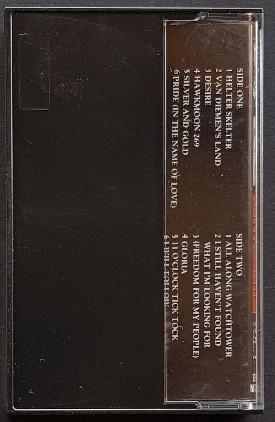 SIDE ONE
1 HELTER SKELTER
2 VAN DIEMEN'S LAND
3 DESIRE
4 HAWKMOON 269
5 SILVER AND GOLD
6 PRIDE (IN THE NAME OF LOVE)
SIDE TWO
1 ALL ALONG WATCHTOWER
2 I STILL HAVEN'T FOUND
WHAT I'M LOOKING FOR
3 (FREEDOM FOR MY PEOPLE)
4 GLORIA
5 11 O'CLOCK TICK TOCK